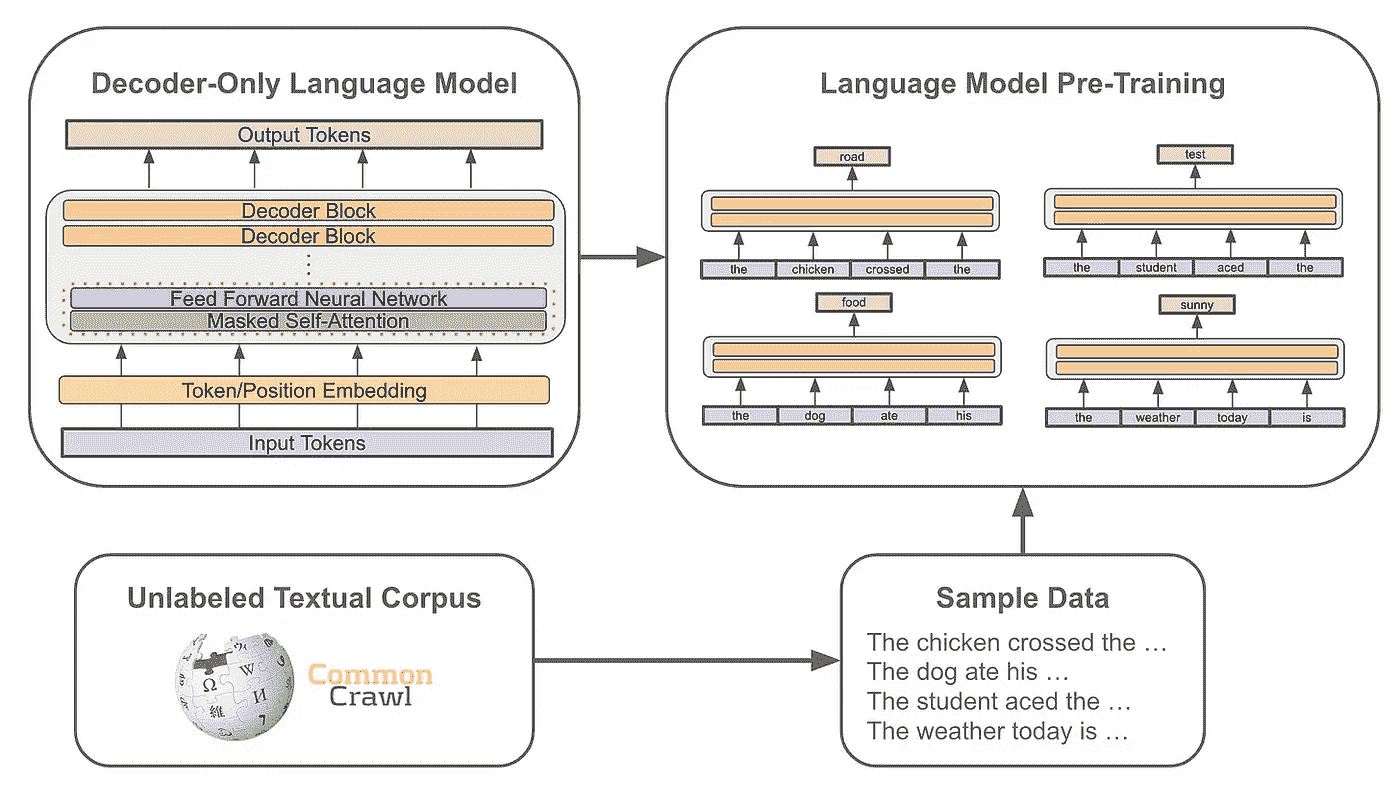 Decoder-Only Language Model
Output Tokens
Decoder Block
Decoder Block
Feed Forward Neural Network
Masked Self-Attention
Token/Position Embedding
Input Tokens
Language Model Pre-Training
road
the chicken crossed the
test
the student aced the
food
the dog ate his
sunny
the weather today is
Unlabeled Textual Corpus
Ω W И 維 7
Common
Crawl
Sample Data
The chicken crossed the …
The dog ate his …
The student aced the …
The weather today is …